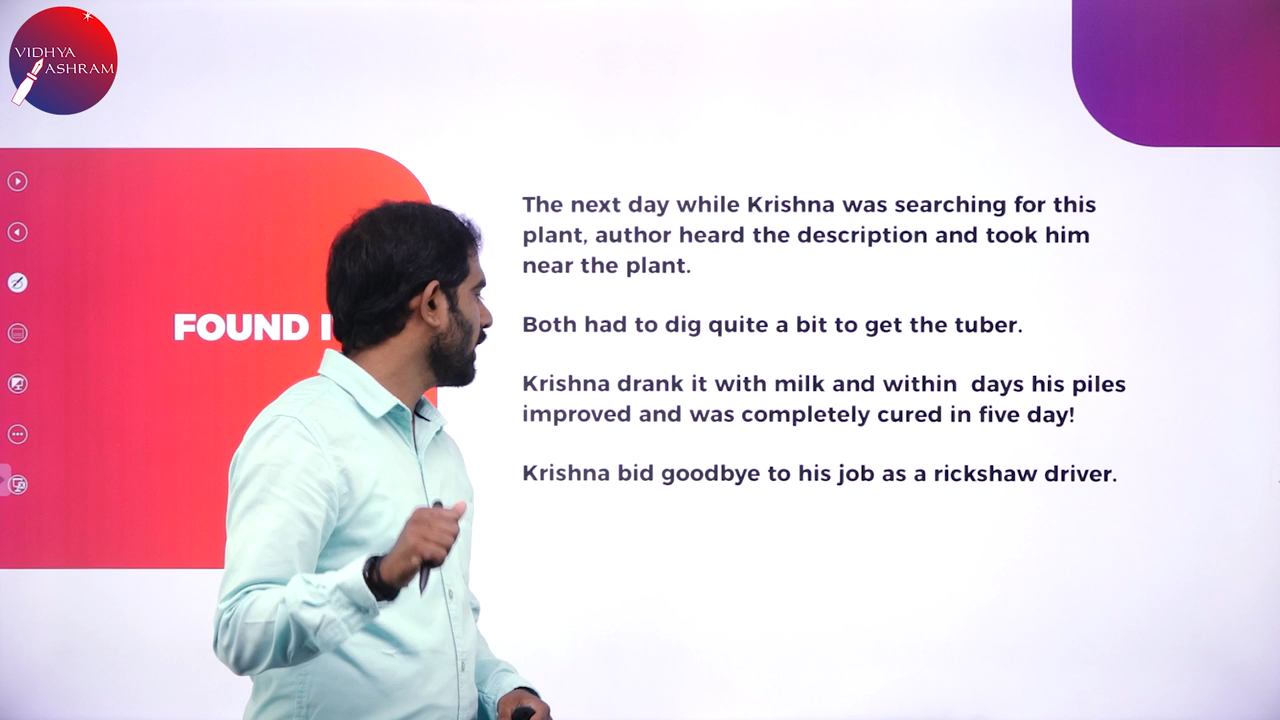 VIDHYA
ASHRAM
FOUND
The next day while Krishna was searching for this
plant, author heard the description and took him
near the plant.
Both had to dig quite a bit to get the tuber.
Krishna drank it with milk and within  days his piles
improved and was completely cured in five day!
Krishna bid goodbye to his job as a rickshaw driver.